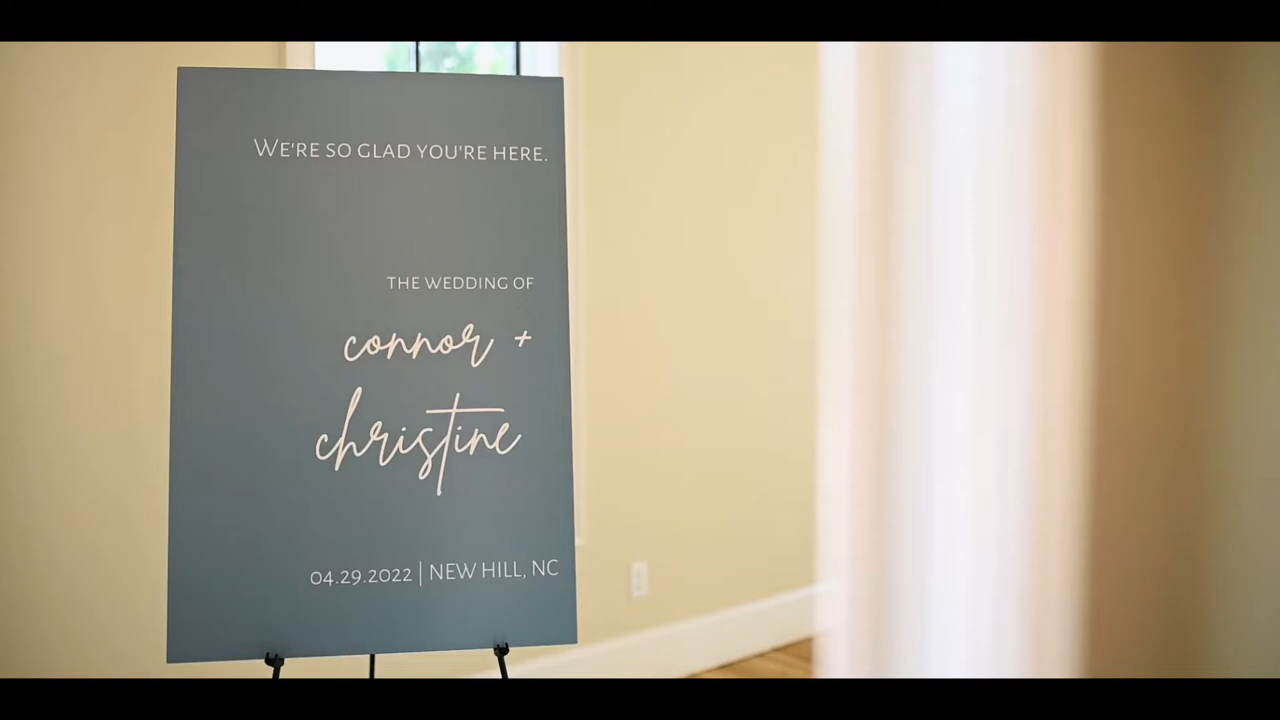 WE'RE SO GLAD YOU'RE HERE.
THE WEDDING OF
connor +
christine
04.29.2022 | NEW HILL, NC